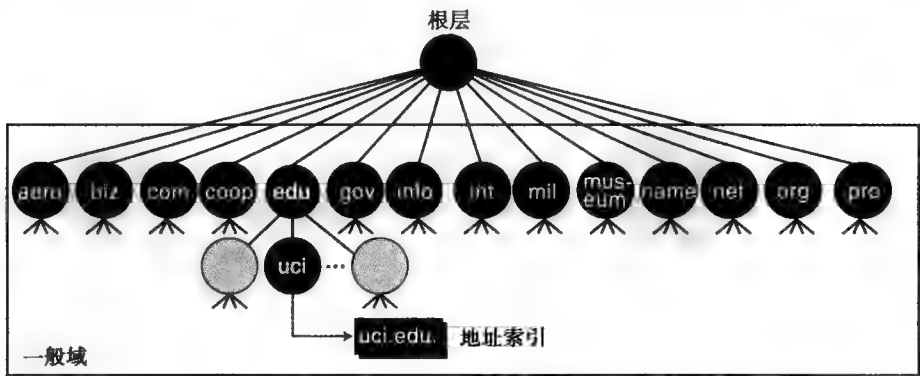 根层
aero biz com coop edu gov info int mil mus-eum name net org pro
uci ...
uci.edu. 地址索引
一般域